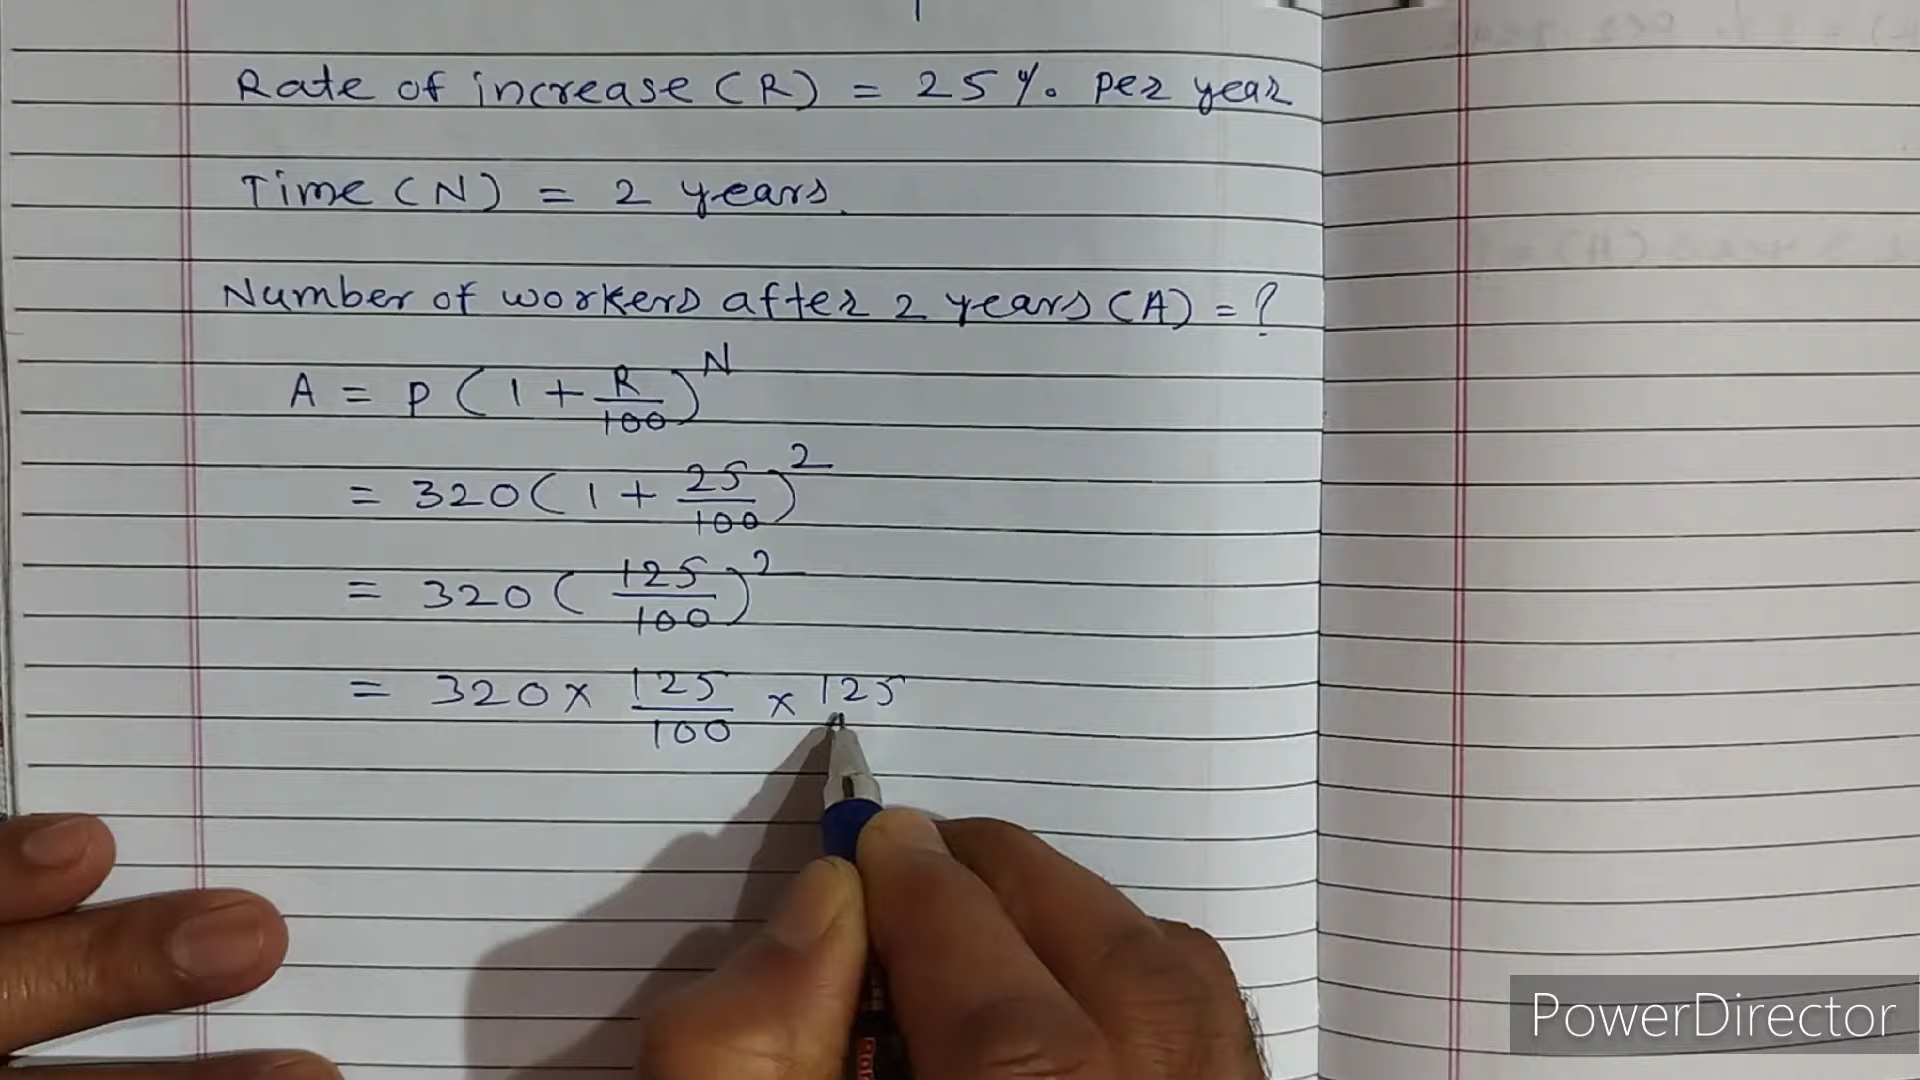 Rate of increase (R) = 25% per year
Time (N) = 2 years.
Number of workers after 2 years (A) = ?
A = P(1 + R/100)^N
= 320(1 + 25/100)^2
= 320(125/100)^2
= 320 × 125/100 × 125
PowerDirector